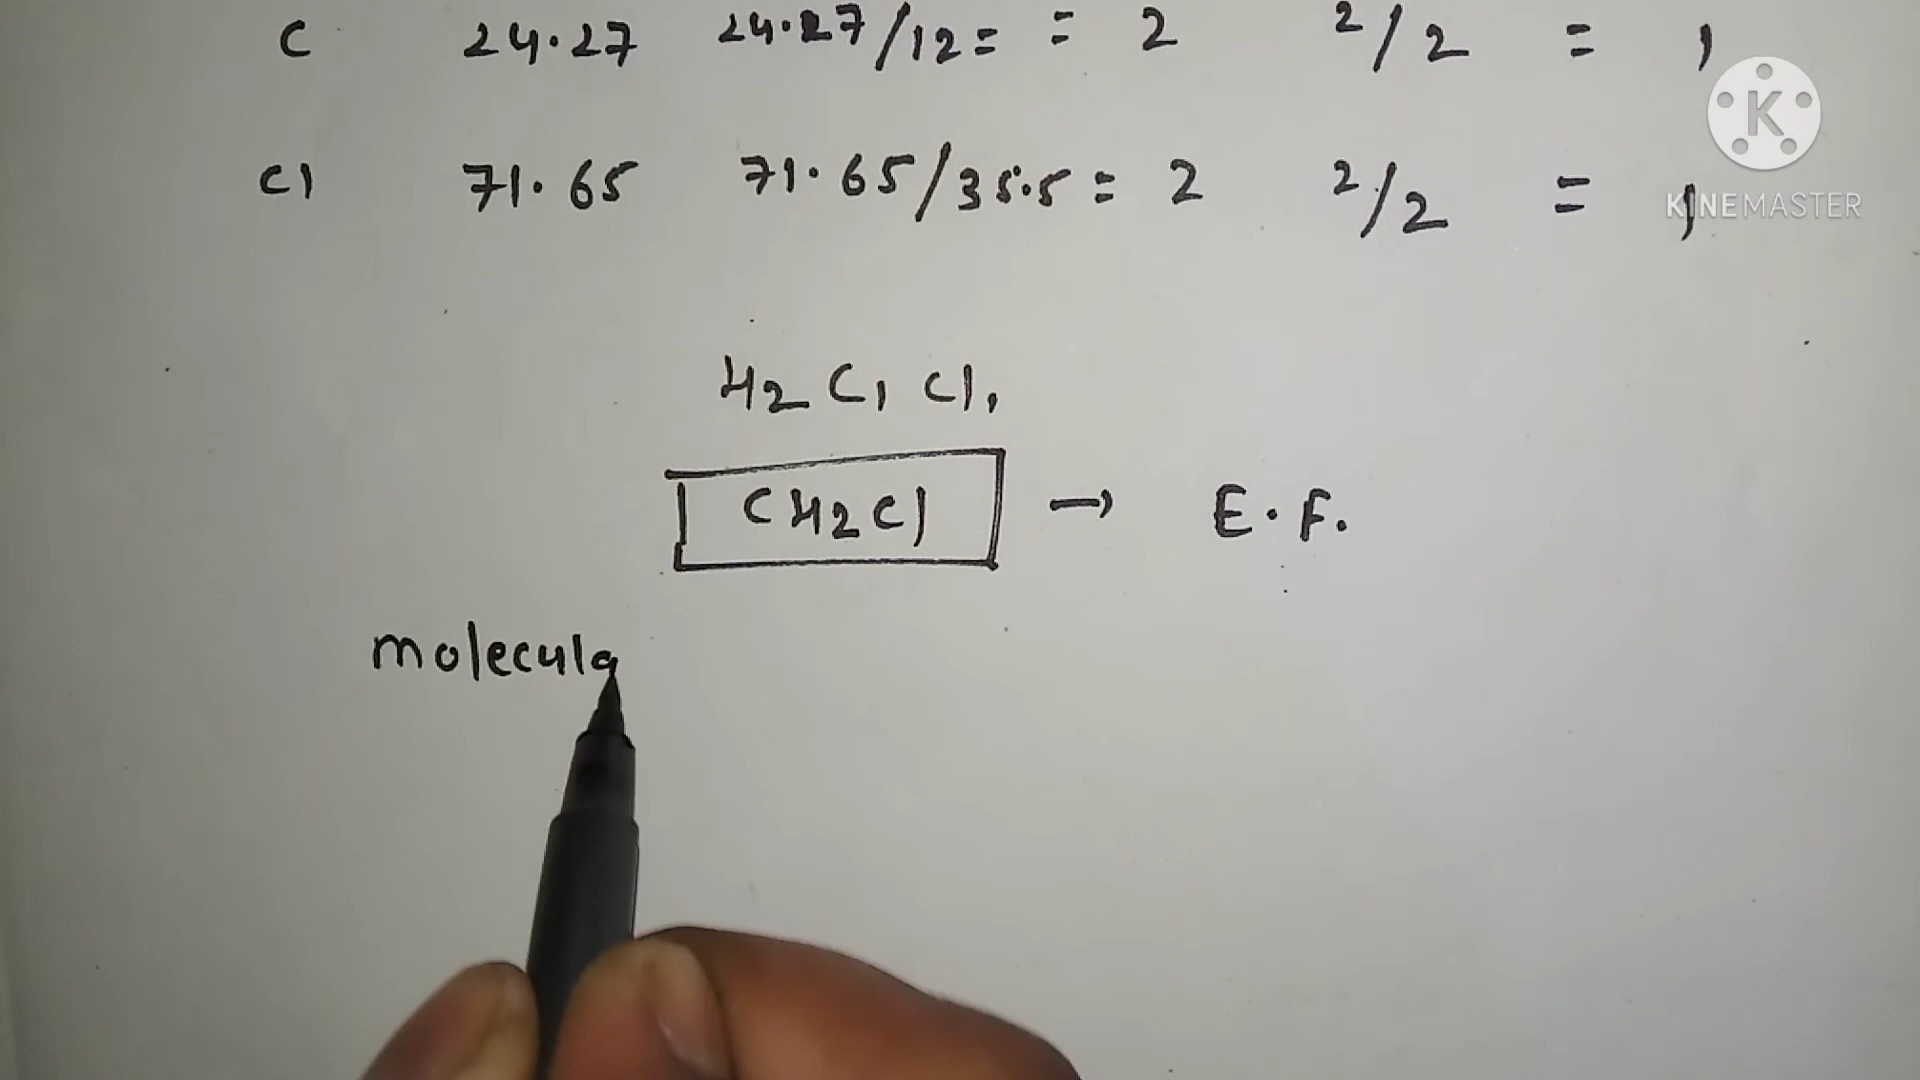 C 24.27 24.27/12= = 2 2/2 = 1
Cl 71.65 71.65/35.5 = 2 2/2 = 1
K
KINEMASTER
H2 C1 Cl1
CH2Cl → E.F.
molecula